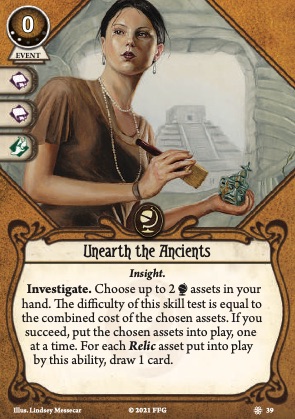 0
EVENT
Unearth the Ancients
Insight.
Investigate. Choose up to 2 assets in your
hand. The difficulty of this skill test is equal to
the combined cost of the chosen assets. If you
succeed, put the chosen assets into play, one
at a time. For each Relic asset put into play
by this ability, draw 1 card.
Illus. Lindsey Messecar
© 2021 FFG
39